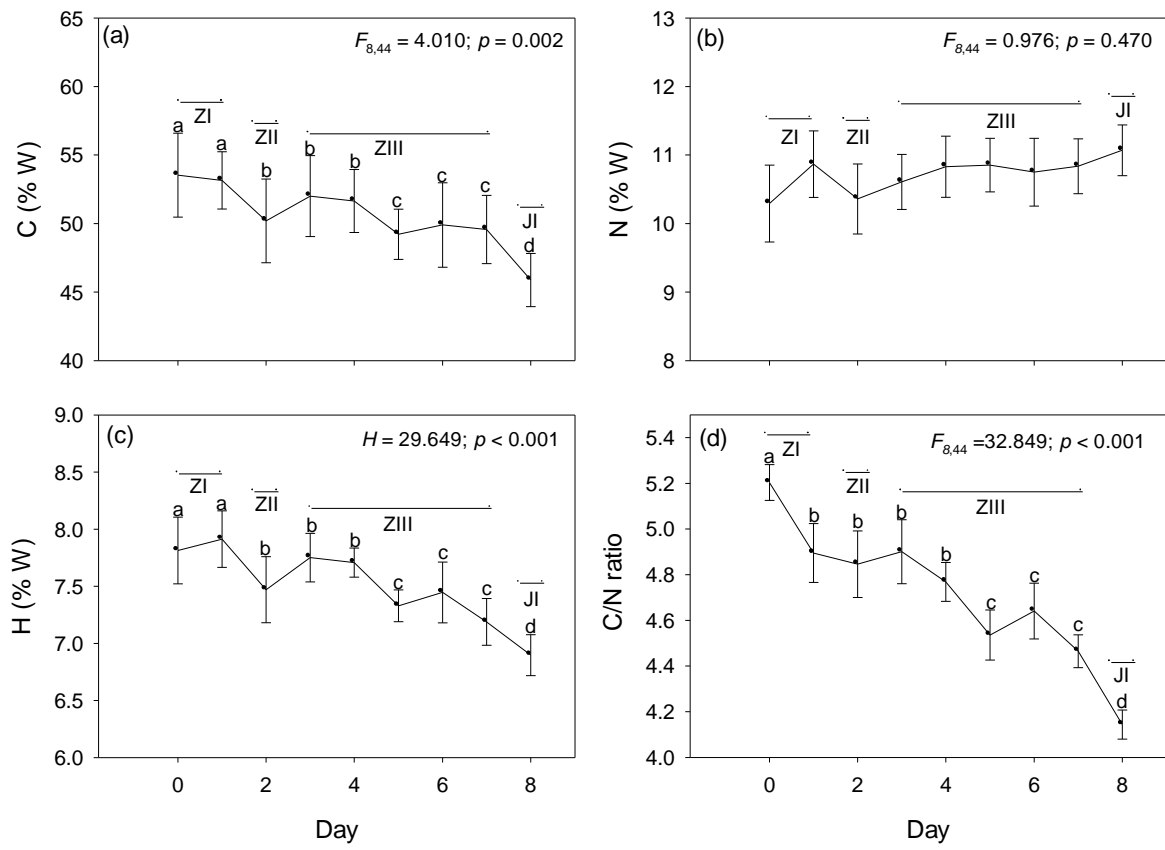 (a)
F8,44 = 4.010; p = 0.002
65
60
55
50
45
40
C (% W)
ZI
ZII
ZIII
JI
a
a
b
b
b
c
c
c
d
(b)
F8,44 = 0.976; p = 0.470
13
12
11
10
9
8
N (% W)
ZI
ZII
ZIII
JI
(c)
H = 29.649; p < 0.001
9.0
8.5
8.0
7.5
7.0
6.5
6.0
H (% W)
ZI
ZII
ZIII
JI
a
a
b
b
b
c
c
c
d
0 2 4 6 8
Day
(d)
F8,44 =32.849; p < 0.001
5.4
5.2
5.0
4.8
4.6
4.4
4.2
4.0
C/N ratio
ZI
ZII
ZIII
JI
a
b
b
b
b
c
c
c
d
0 2 4 6 8
Day